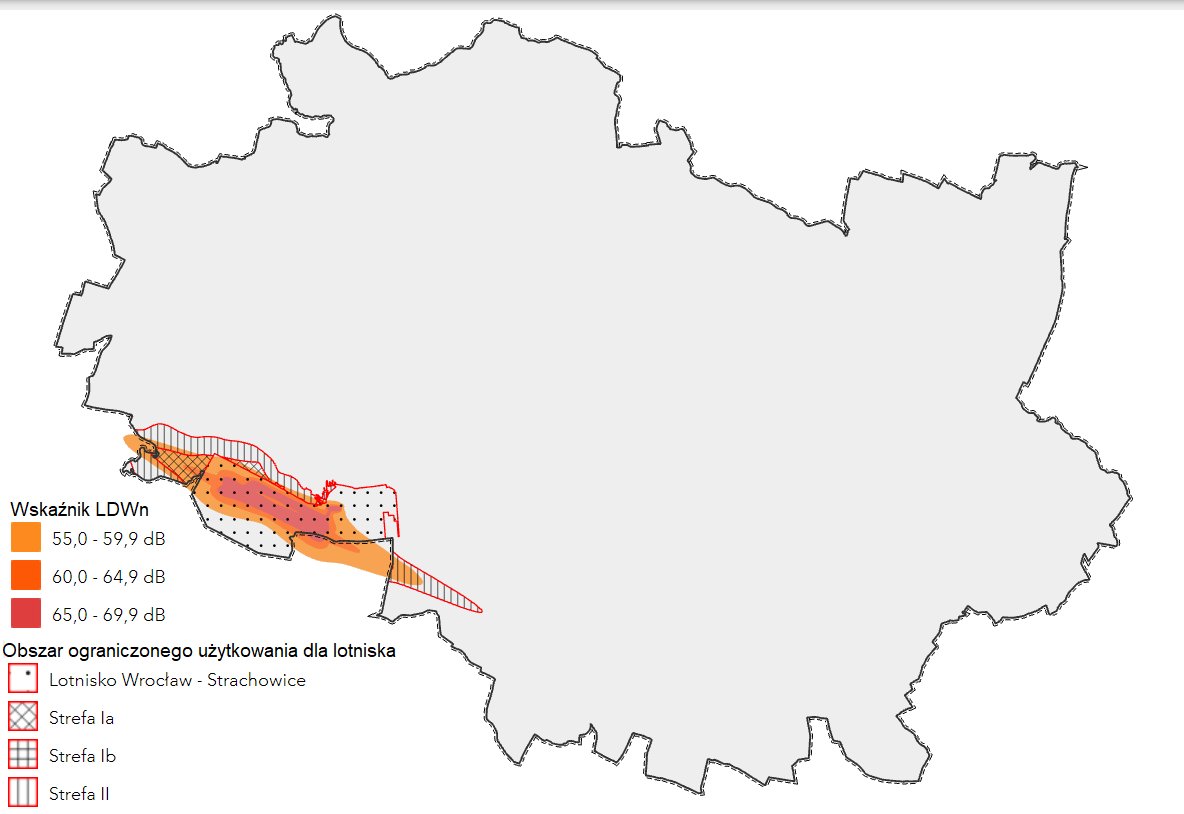 Wskaźnik LDWn
55,0 - 59,9 dB
60,0 - 64,9 dB
65,0 - 69,9 dB
Obszar ograniczonego użytkowania dla lotniska
Lotnisko Wrocław - Strachowice
Strefa Ia
Strefa Ib
Strefa II